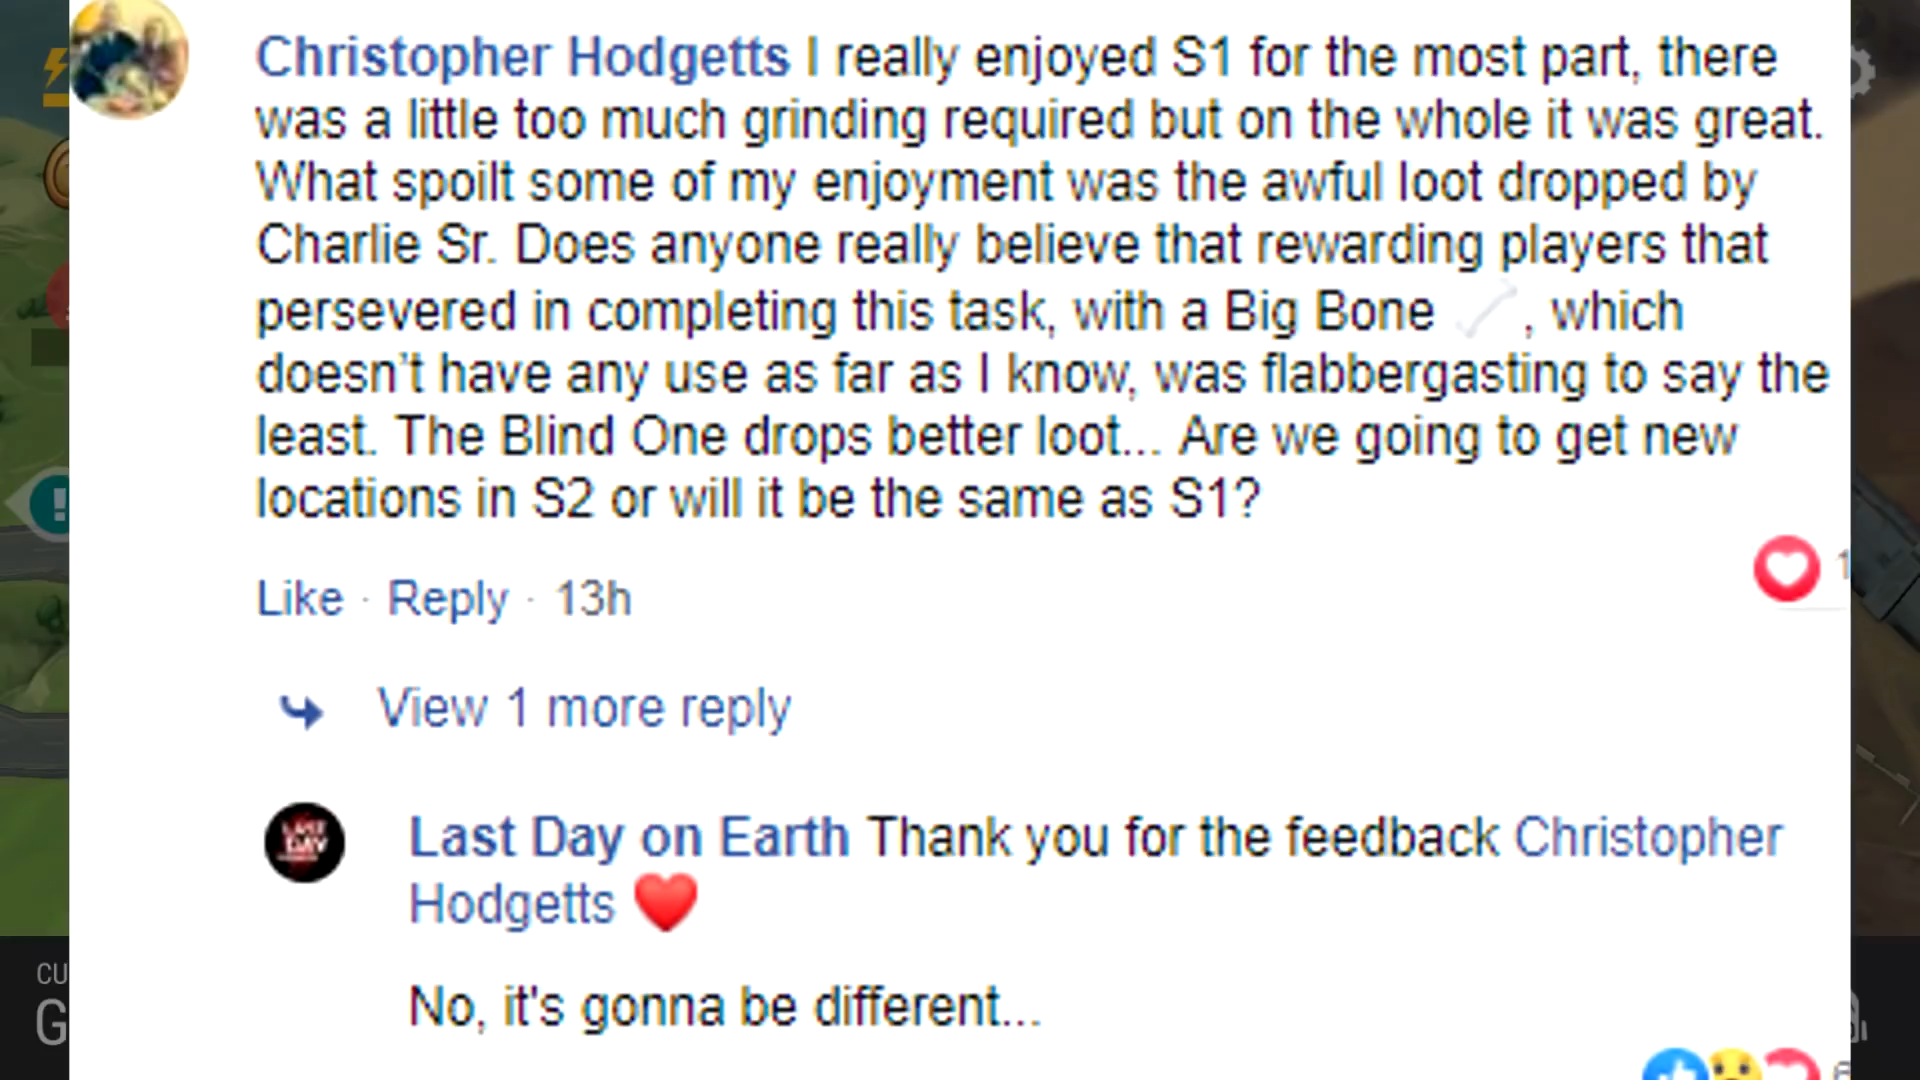 Christopher Hodgetts I really enjoyed S1 for the most part, there
was a little too much grinding required but on the whole it was great.
What spoilt some of my enjoyment was the awful loot dropped by
Charlie Sr. Does anyone really believe that rewarding players that
persevered in completing this task, with a Big Bone 🦴, which
doesn't have any use as far as I know, was flabbergasting to say the
least. The Blind One drops better loot... Are we going to get new
locations in S2 or will it be the same as S1?
1
Like · Reply · 13h
View 1 more reply
LAST DAY
Last Day on Earth Thank you for the feedback Christopher
Hodgetts ❤️
No, it's gonna be different...
CU
G